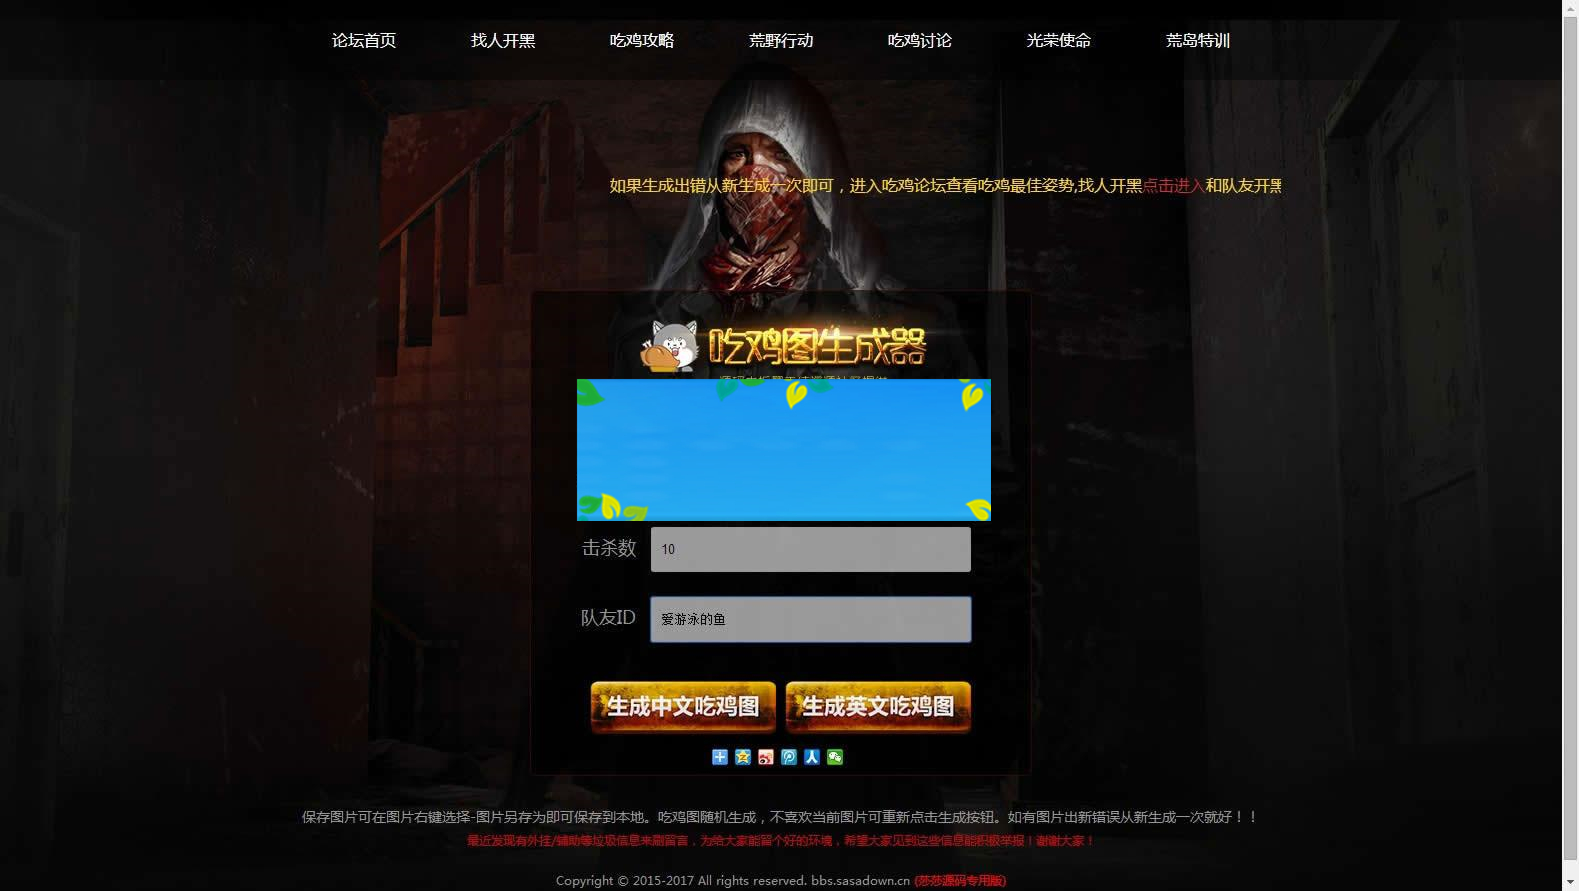 论坛首页 找人开黑 吃鸡攻略 荒野行动 吃鸡讨论 光荣使命 荒岛特训
如果生成出错从新生成一次即可，进入吃鸡论坛查看吃鸡最佳姿势,找人开黑点击进入和队友开黑
吃鸡图生成器
击杀数 10
队友ID 爱游泳的鱼
生成中文吃鸡图 生成英文吃鸡图
保存图片可在图片右键选择-图片另存为即可保存到本地。吃鸡图随机生成，不喜欢当前图片可重新点击生成按钮。如有图片出新错误从新生成一次就好！！
最近发现有外挂/辅助等垃圾信息来刷留言，为给大家能留个好的环境，希望大家见到这些信息能积极举报！谢谢大家！
Copyright © 2015-2017 All rights reserved. bbs.sasadown.cn (莎莎源码专用版)